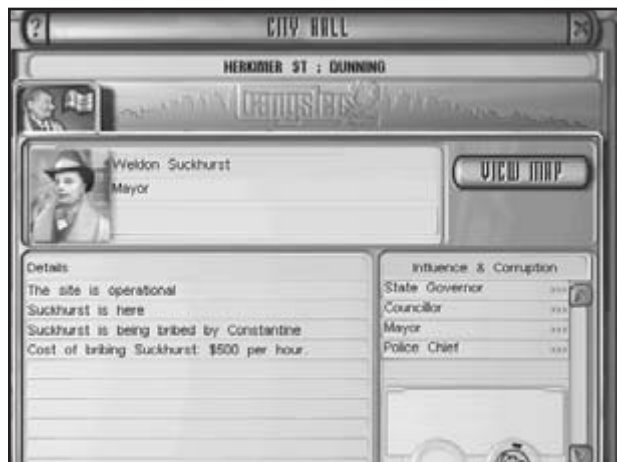 ?
CITY HALL
X
HERKIMER ST : DUNNING
Gangsters 2
Weldon Suckhurst
Mayor
VIEW MAP
Details
The site is operational
Suckhurst is here
Suckhurst is being bribed by Constantine
Cost of bribing Suckhurst: $500 per hour.
Influence & Corruption
State Governor >>>
Councillor >>>
Mayor >>>
Police Chief >>>